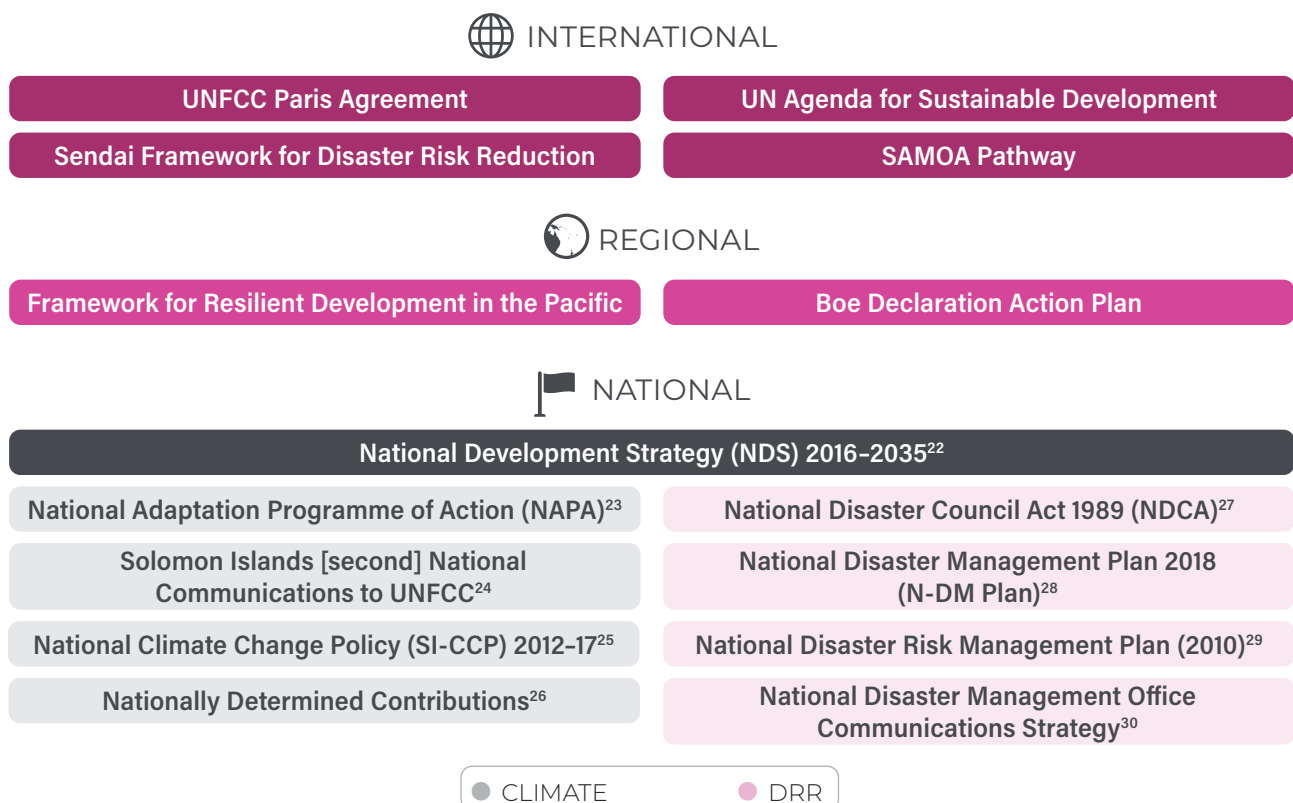 INTERNATIONAL
UNFCC Paris Agreement
UN Agenda for Sustainable Development
Sendai Framework for Disaster Risk Reduction
SAMOA Pathway
REGIONAL
Framework for Resilient Development in the Pacific
Boe Declaration Action Plan
NATIONAL
National Development Strategy (NDS) 2016–2035²²
National Adaptation Programme of Action (NAPA)²³
National Disaster Council Act 1989 (NDCA)²⁷
Solomon Islands [second] National
Communications to UNFCC²⁴
National Disaster Management Plan 2018
(N-DM Plan)²⁸
National Climate Change Policy (SI-CCP) 2012–17²⁵
National Disaster Risk Management Plan (2010)²⁹
Nationally Determined Contributions²⁶
National Disaster Management Office
Communications Strategy³⁰
CLIMATE
DRR